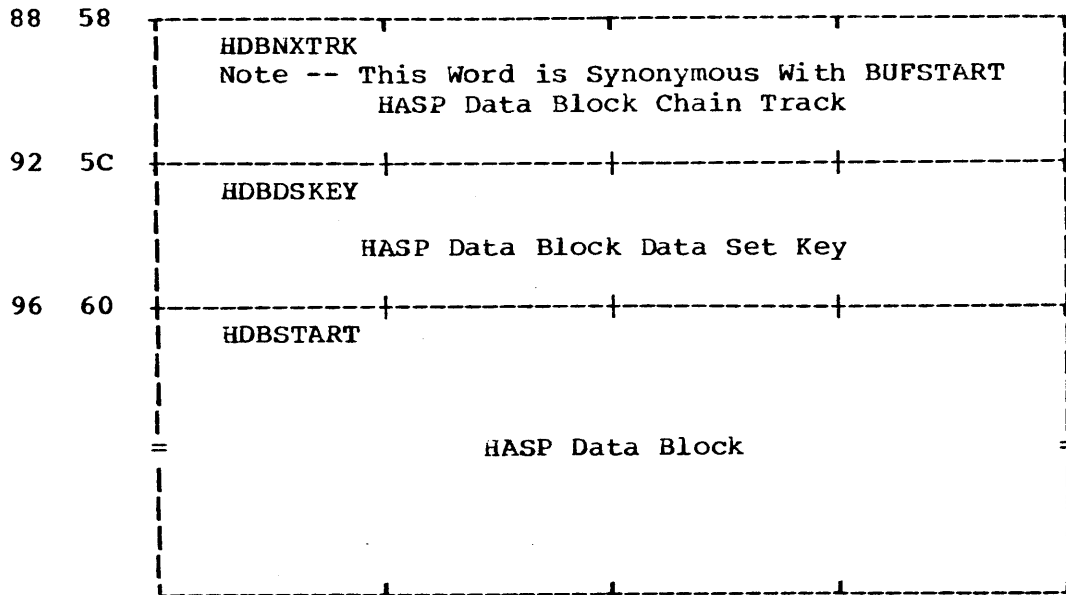 88 58
HDBNXTRK
Note -- This Word is Synonymous With BUFSTART
HASP Data Block Chain Track
92 5C
HDBDSKEY
HASP Data Block Data Set Key
96 60
HDBSTART
= HASP Data Block =